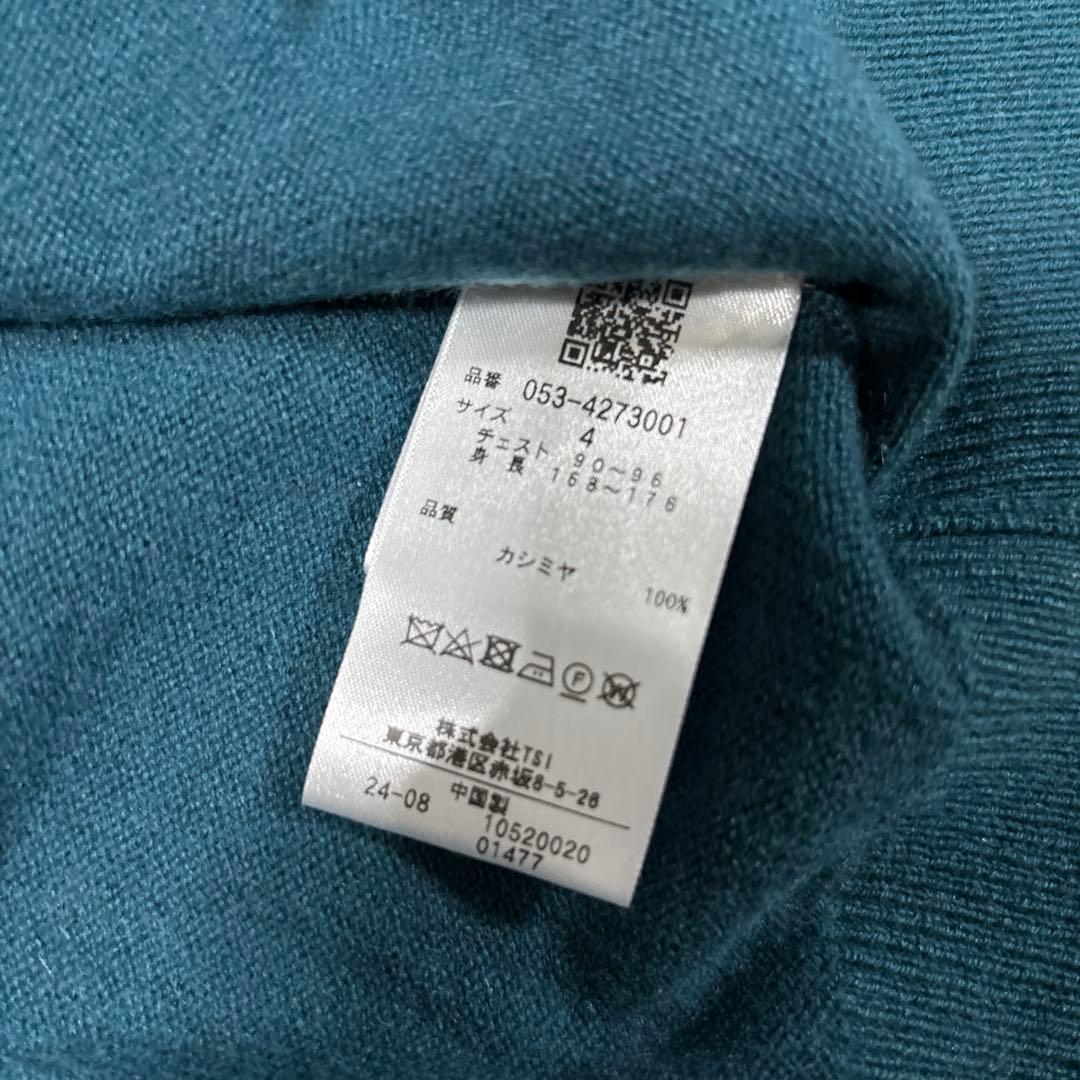 品番 053-4273001
サイズ 4
チェスト 90~96
身長 168~176
品質
カシミヤ 100%
F
W
株式会社TSI
東京都港区赤坂8-5-28
24-08 中国製
10520020
01477